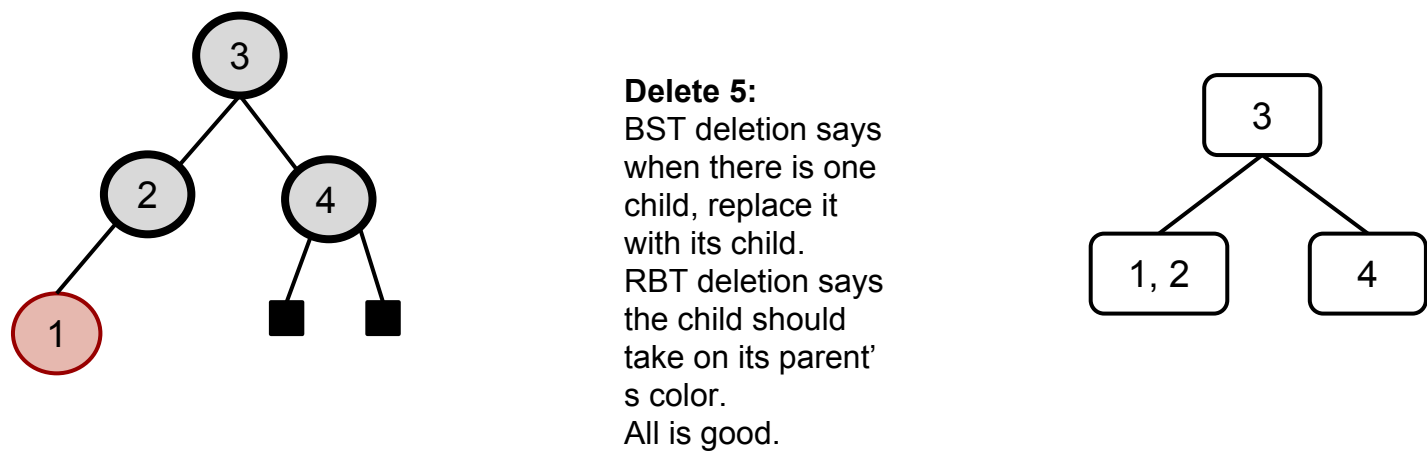 3
2
4
1
Delete 5:
BST deletion says
when there is one
child, replace it
with its child.
RBT deletion says
the child should
take on its parent’
s color.
All is good.
3
1, 2
4